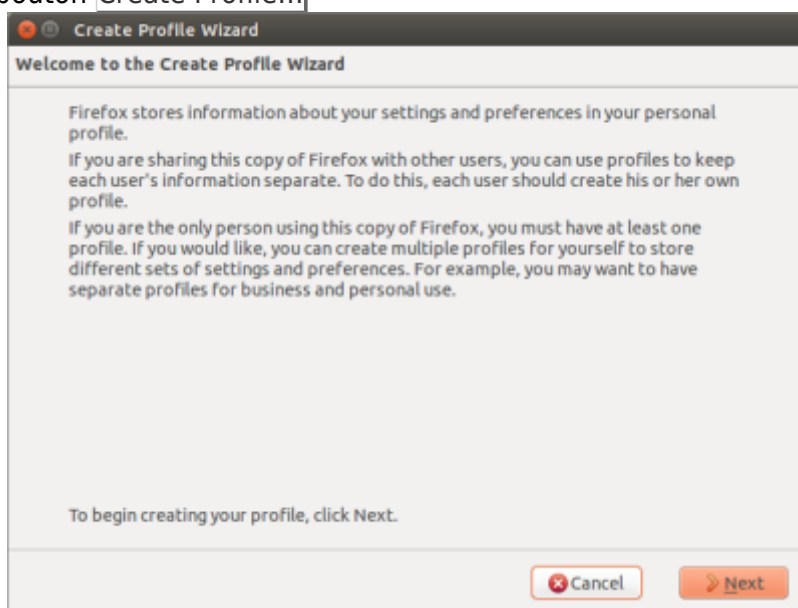 bouton Create Profile...
Create Profile Wizard
Welcome to the Create Profile Wizard
Firefox stores information about your settings and preferences in your personal
profile.
If you are sharing this copy of Firefox with other users, you can use profiles to keep
each user's information separate. To do this, each user should create his or her own
profile.
If you are the only person using this copy of Firefox, you must have at least one
profile. If you would like, you can create multiple profiles for yourself to store
different sets of settings and preferences. For example, you may want to have
separate profiles for business and personal use.
To begin creating your profile, click Next.
Cancel Next